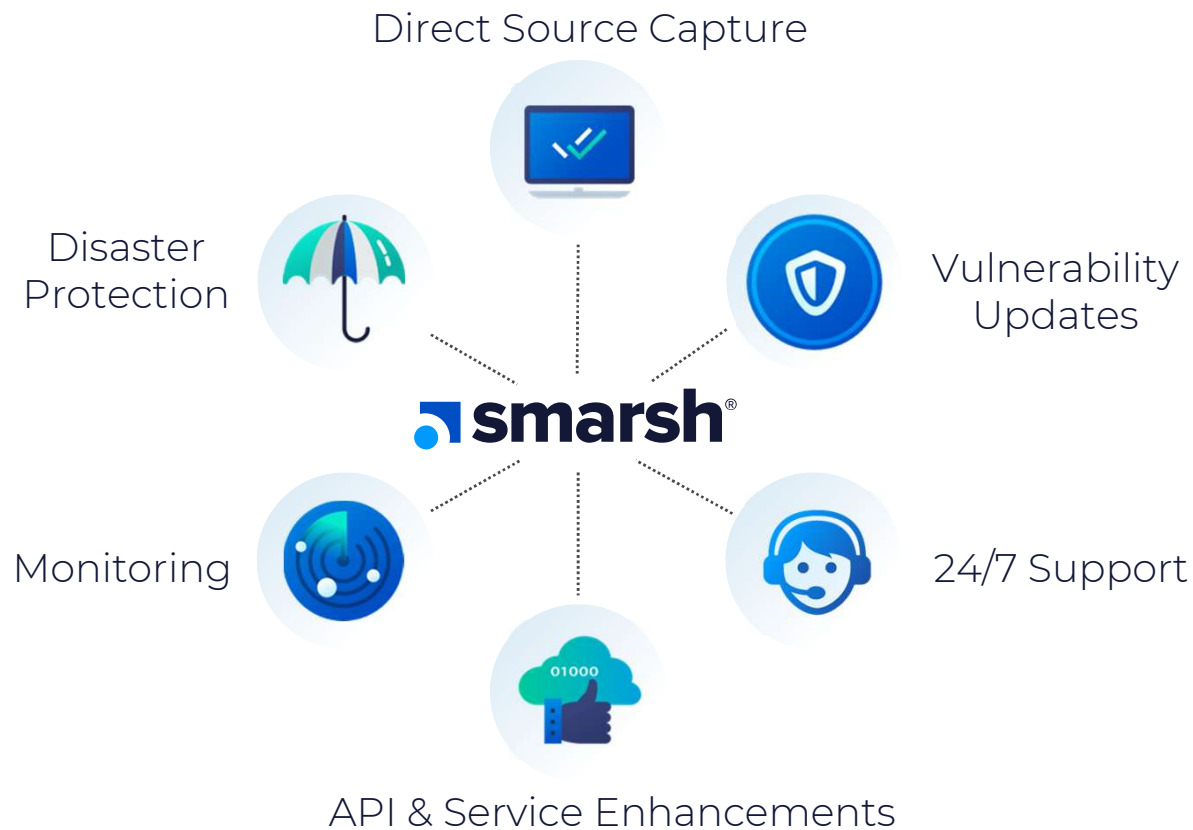 Direct Source Capture
Disaster
Protection
Vulnerability
Updates
smarsh®
Monitoring
24/7 Support
01000
API & Service Enhancements